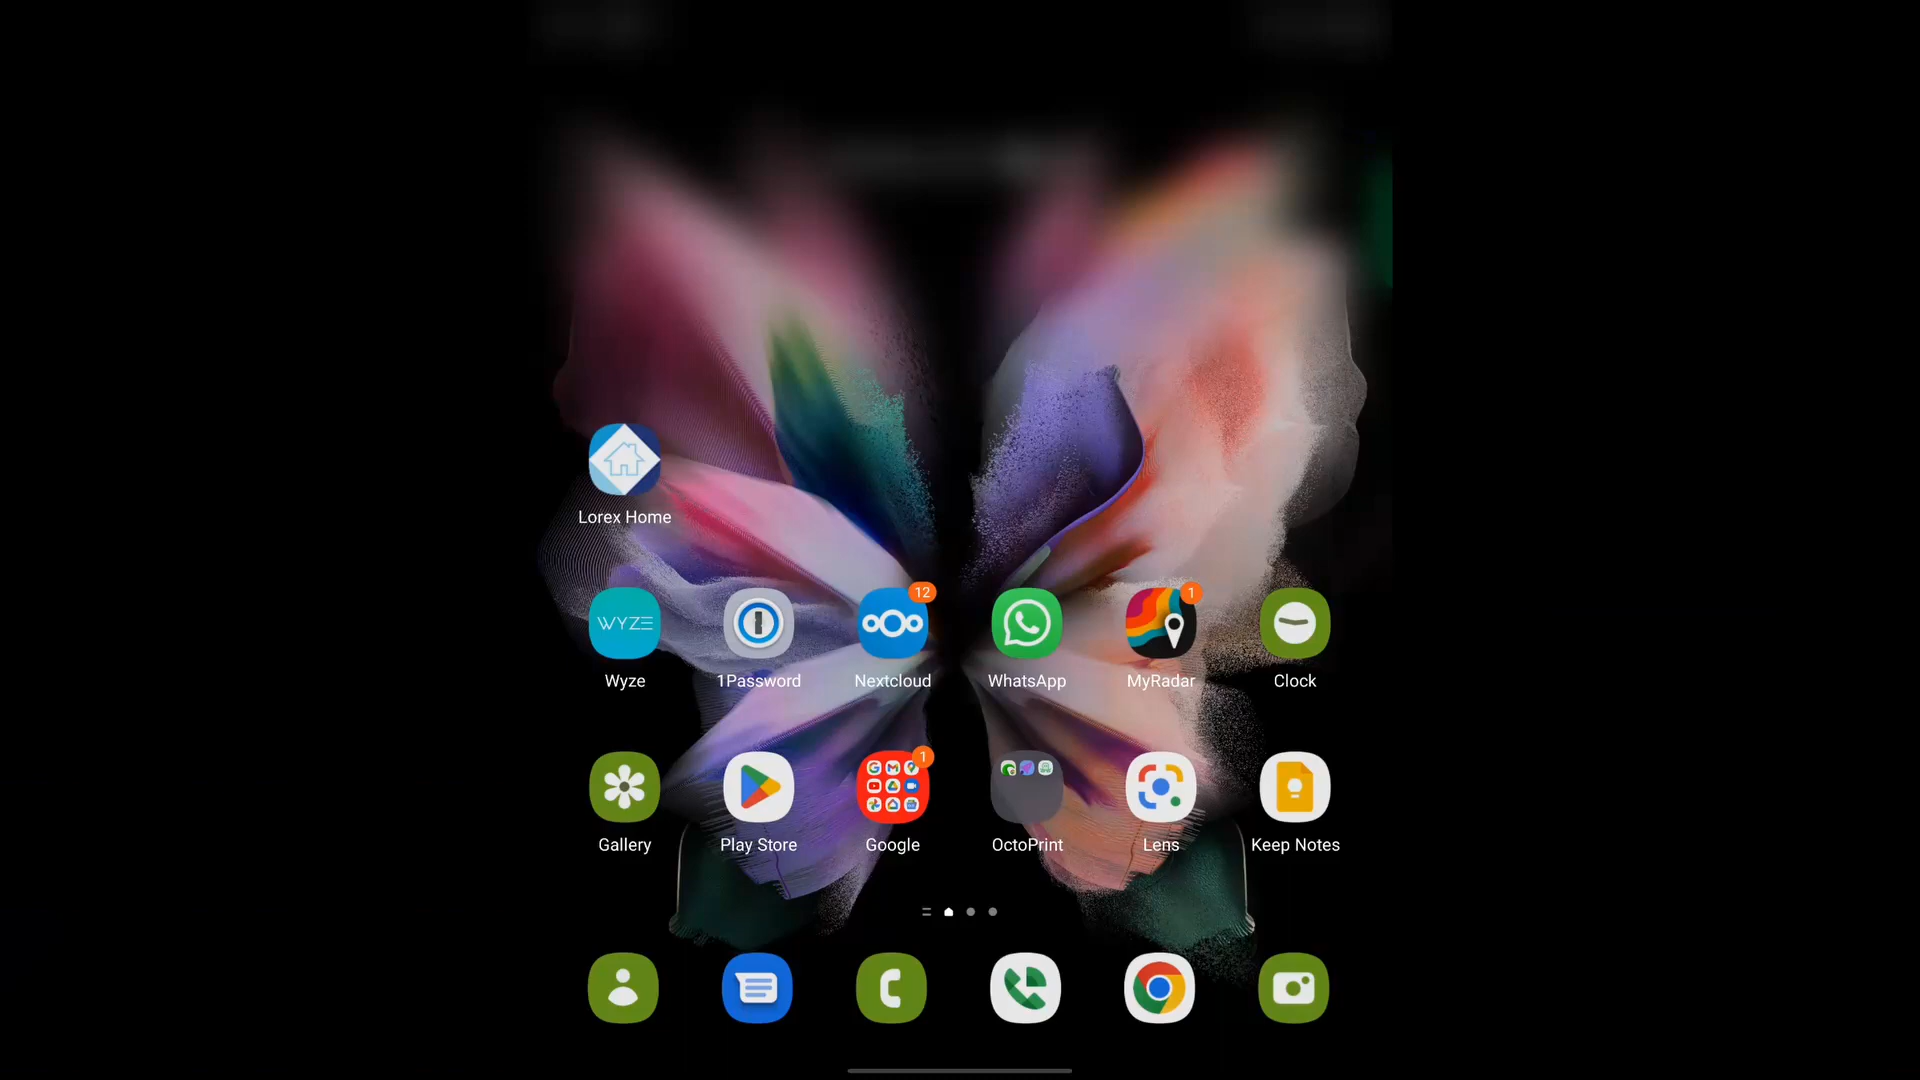 Lorex Home
WYZE
12
1
Wyze
1Password
Nextcloud
WhatsApp
MyRadar
Clock
1
Gallery
Play Store
Google
OctoPrint
Lens
Keep Notes